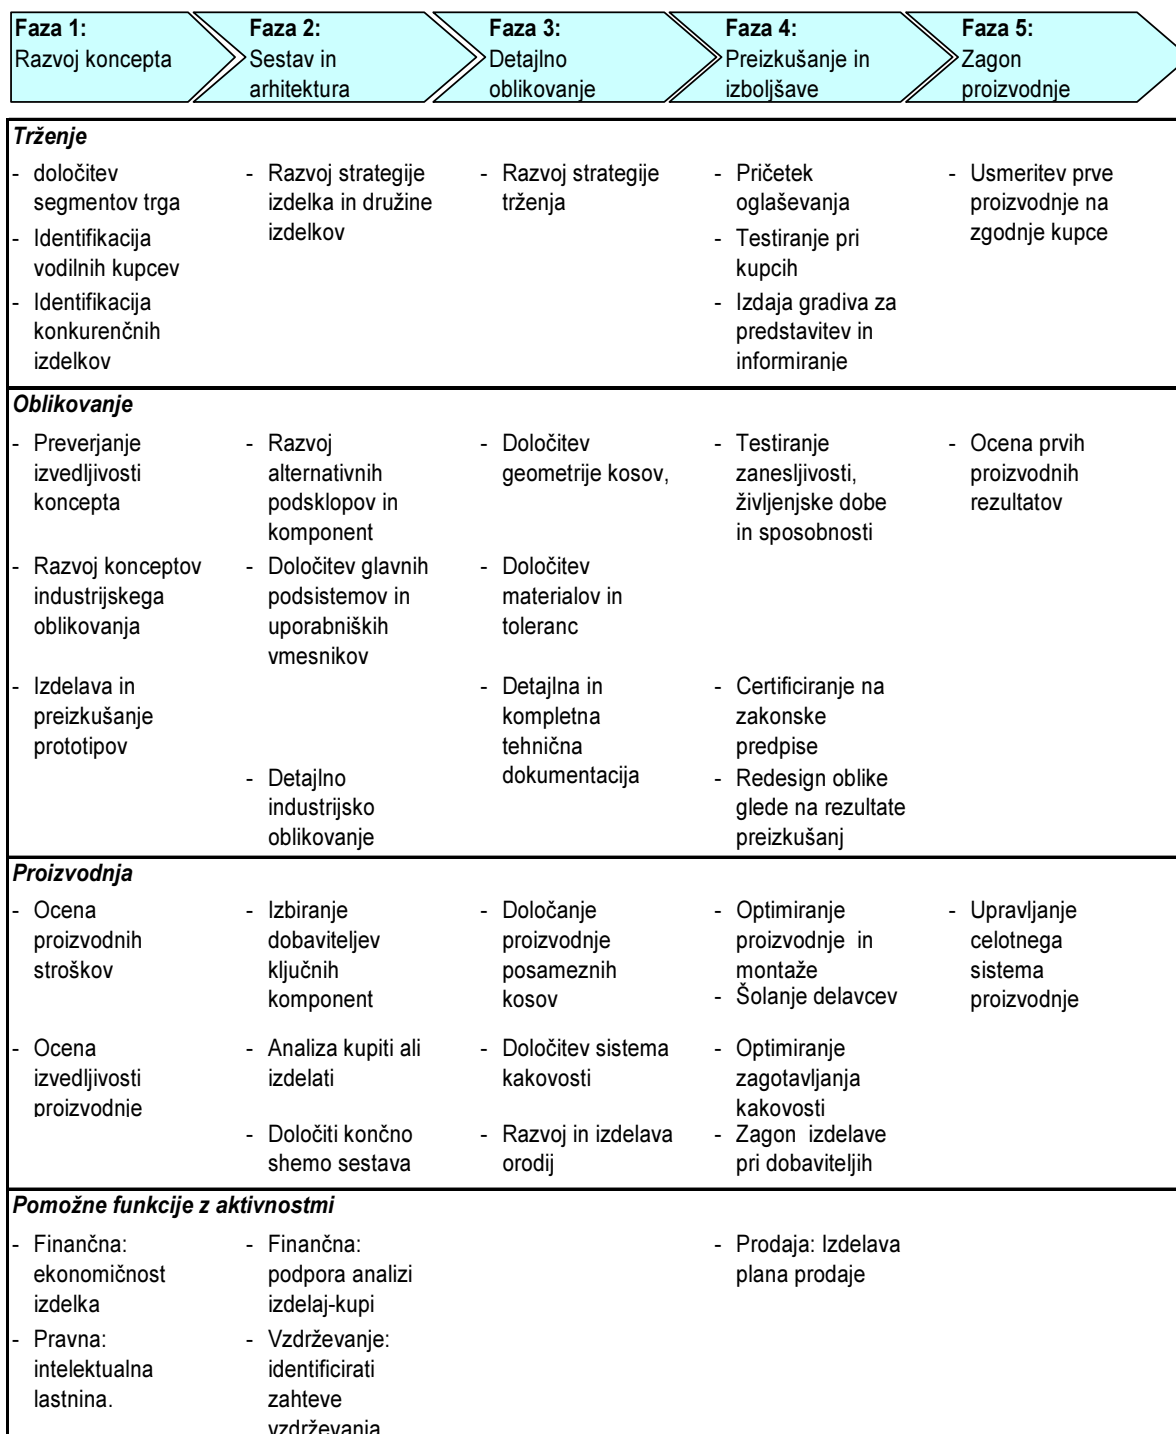 Faza 1:
Razvoj koncepta
Faza 2:
Sestav in
arhitektura
Faza 3:
Detajlno
oblikovanje
Faza 4:
Preizkušanje in
izboljšave
Faza 5:
Zagon
proizvodnje
Trženje
- določitev
segmentov trga
- Identifikacija
vodilnih kupcev
- Identifikacija
konkurenčnih
izdelkov
- Razvoj strategije
izdelka in družine
izdelkov
- Razvoj strategije
trženja
- Pričetek
oglaševanja
- Testiranje pri
kupcih
- Izdaja gradiva za
predstavitev in
informiranje
- Usmeritev prve
proizvodnje na
zgodnje kupce
Oblikovanje
- Preverjanje
izvedljivosti
koncepta
- Razvoj konceptov
industrijskega
oblikovanja
- Izdelava in
preizkušanje
prototipov
- Razvoj
alternativnih
podsklopov in
komponent
- Določitev glavnih
podsistemov in
uporabniških
vmesnikov
- Detajlno
industrijsko
oblikovanje
- Določitev
geometrije kosov,
- Določitev
materialov in
toleranc
- Detajlna in
kompletna
tehnična
dokumentacija
- Testiranje
zanesljivosti,
življenjske dobe
in sposobnosti
- Certificiranje na
zakonske
predpise
- Redesign oblike
glede na rezultate
preizkušanj
- Ocena prvih
proizvodnih
rezultatov
Proizvodnja
- Ocena
proizvodnih
stroškov
- Ocena
izvedljivosti
proizvodnje
- Izbiranje
dobaviteljev
ključnih
komponent
- Analiza kupiti ali
izdelati
- Določiti končno
shemo sestava
- Določanje
proizvodnje
posameznih
kosov
- Določitev sistema
kakovosti
- Razvoj in izdelava
orodij
- Optimiranje
proizvodnje in
montaže
- Šolanje delavcev
- Optimiranje
zagotavljanja
kakovosti
- Zagon izdelave
pri dobaviteljih
- Upravljanje
celotnega
sistema
proizvodnje
Pomožne funkcije z aktivnostmi
- Finančna:
ekonomičnost
izdelka
- Pravna:
intelektualna
lastnina.
- Finančna:
podpora analizi
izdelaj-kupi
- Vzdrževanje:
identificirati
zahteve
vzdrževanja
- Prodaja: Izdelava
plana prodaje